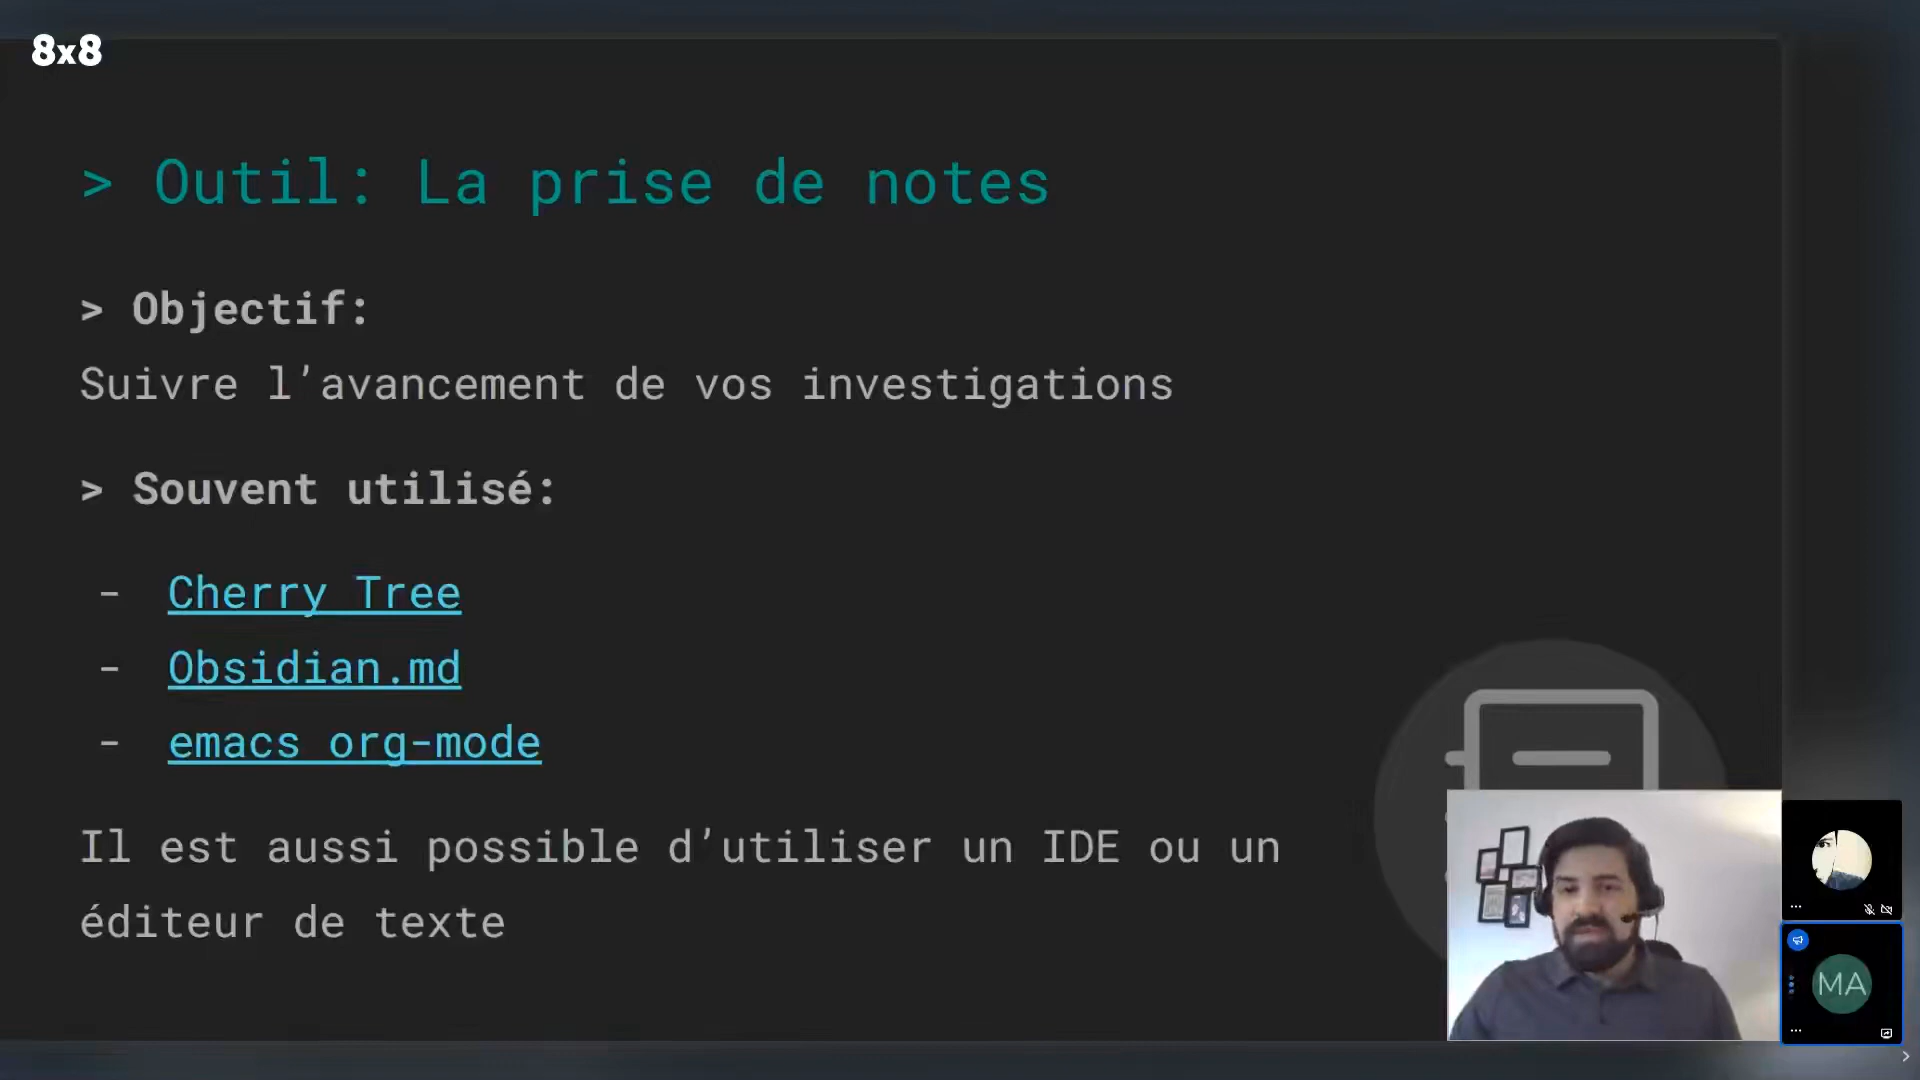 8x8
> Outil: La prise de notes
> Objectif:
Suivre l’avancement de vos investigations
> Souvent utilisé:
- Cherry Tree
- Obsidian.md
- emacs org-mode
Il est aussi possible d’utiliser un IDE ou un
éditeur de texte
MA